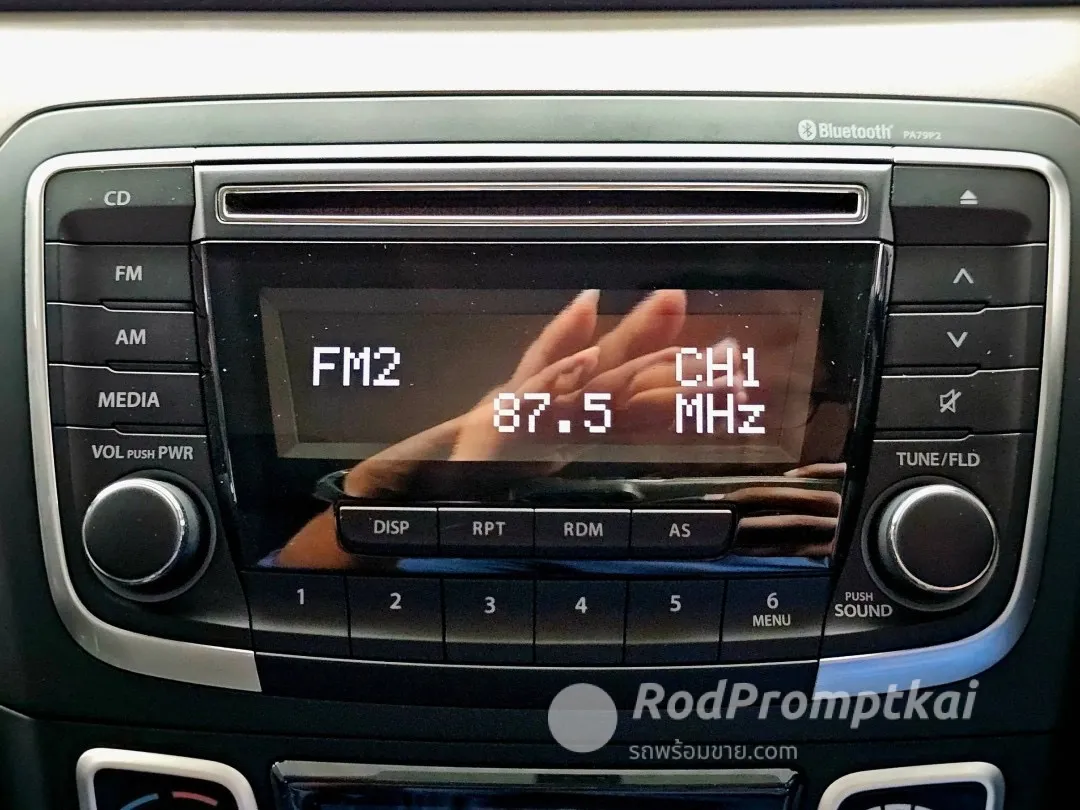 Bluetooth PA79P2
CD
FM
AM
MEDIA
VOL PUSH PWR
FM2 CH1
87.5 MHz
TUNE/FLD
DISP RPT RDM AS
1 2 3 4 5 6
MENU
PUSH
SOUND
RodPromptkai
รถพร้อมขาย.com